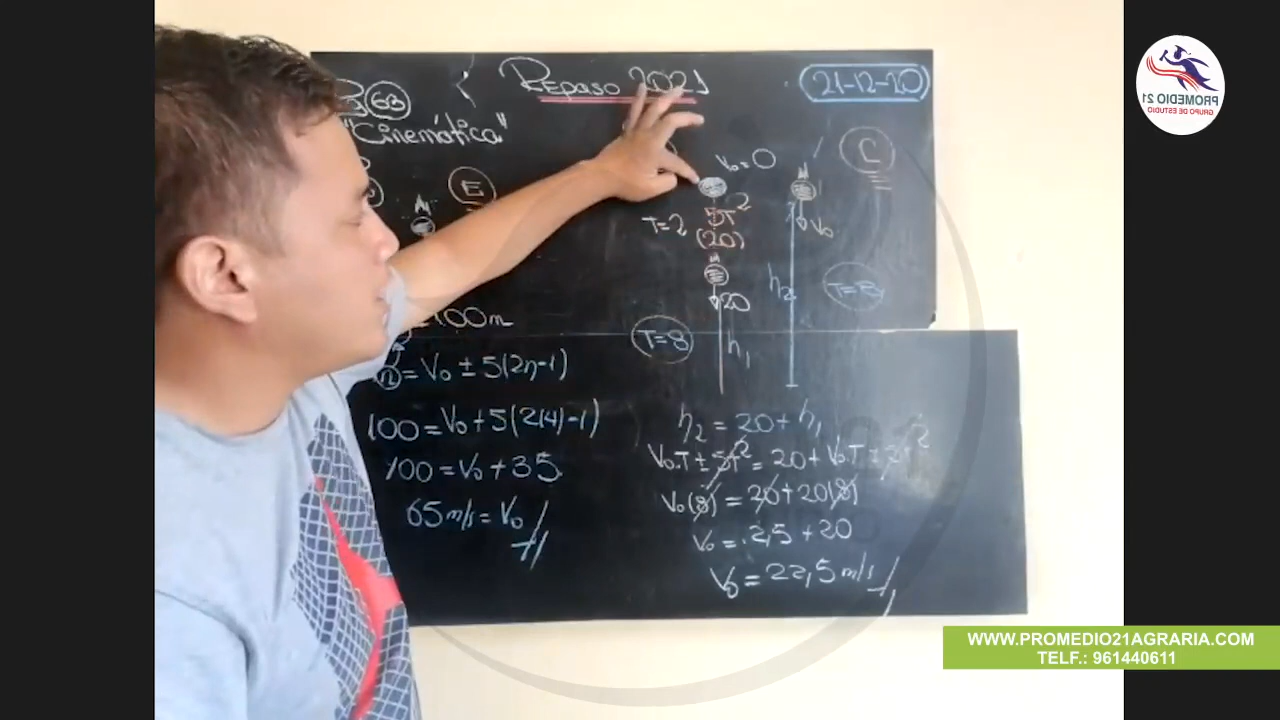 Repaso 2021
21-12-20
63
"Cinemática"
E
100m
= V₀ ± 5(2n-1)
100 = V₀ + 5(2(4)-1)
100 = V₀ + 35
65 m/s = V₀
V₀ = 0
C
T=2
5T²
(20)
V₀
20
h₂
T=8
h₁
h₂ = 20 + h₁
V₀.T ± 5T² = 20 + V₀T ±
V₀(8) = 20 + 20(8)
V₀ = 2,5 + 20
V₀ = 22,5 m/s
PROMEDIO 21
GRUPO DE ESTUDIO
WWW.PROMEDIO21AGRARIA.COM
TELF.: 961440611